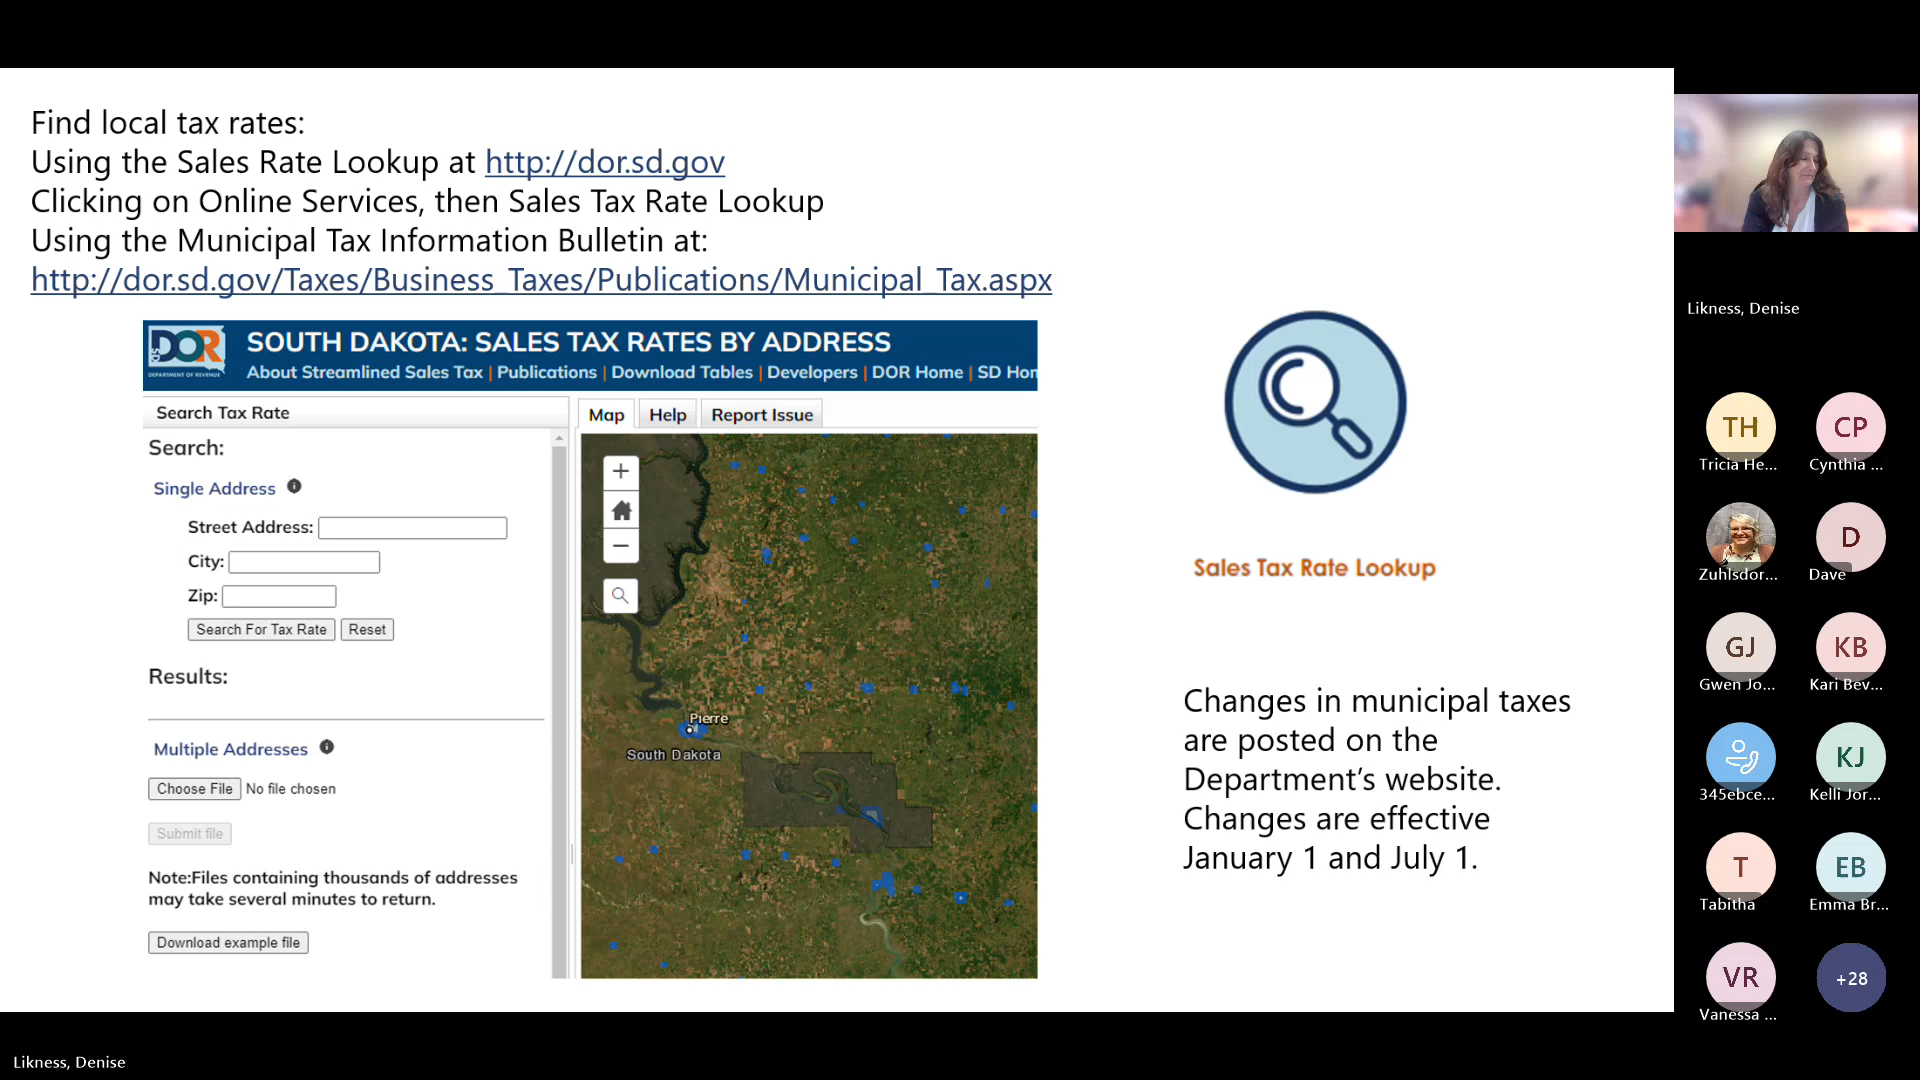 Find local tax rates:
Using the Sales Rate Lookup at http://dor.sd.gov
Clicking on Online Services, then Sales Tax Rate Lookup
Using the Municipal Tax Information Bulletin at:
http://dor.sd.gov/Taxes/Business_Taxes/Publications/Municipal_Tax.aspx
SD DOR
DEPARTMENT OF REVENUE
SOUTH DAKOTA: SALES TAX RATES BY ADDRESS
About Streamlined Sales Tax | Publications | Download Tables | Developers | DOR Home | SD Hom
Search Tax Rate
Search:
Single Address
Street Address:
City:
Zip:
Search For Tax Rate Reset
Results:
Multiple Addresses
Choose File No file chosen
Submit file
Note:Files containing thousands of addresses
may take several minutes to return.
Download example file
Map Help Report Issue
Pierre
South Dakota
Sales Tax Rate Lookup
Changes in municipal taxes
are posted on the
Department's website.
Changes are effective
January 1 and July 1.
Likness, Denise
TH
Tricia He...
CP
Cynthia ...
Zuhlsdor...
D
Dave
GJ
Gwen Jo...
KB
Kari Bev...
345ebce...
KJ
Kelli Jor...
T
Tabitha
EB
Emma Br...
VR
Vanessa ...
+28
Likness, Denise